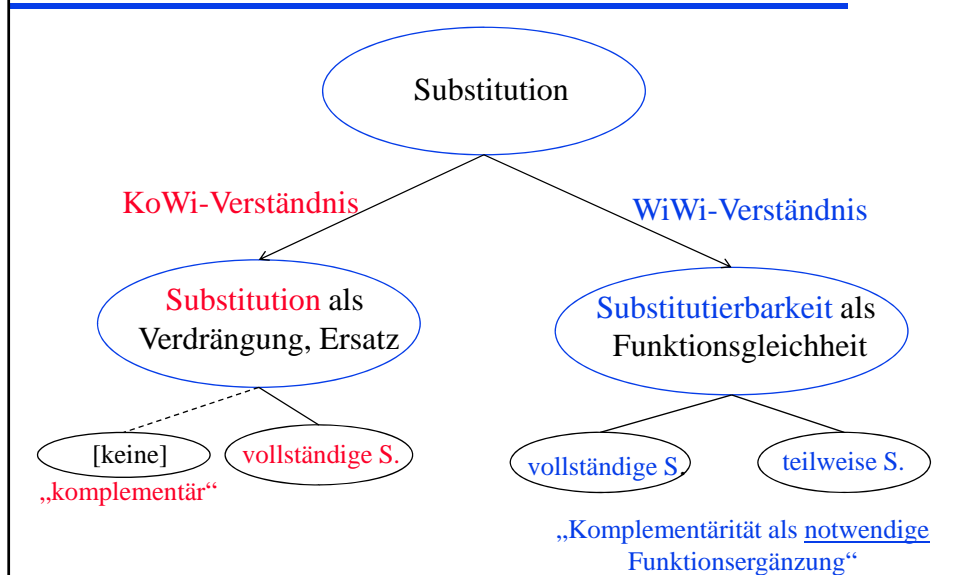 Substitution
KoWi-Verständnis
WiWi-Verständnis
Substitution als
Verdrängung, Ersatz
Substitutierbarkeit als
Funktionsgleichheit
[keine]
vollständige S.
„komplementär“
vollständige S.
teilweise S.
„Komplementärität als notwendige
Funktionsergänzung“